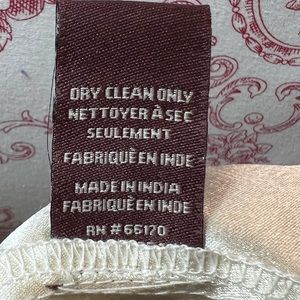 DRY CLEAN ONLY
NETTOYER À SEC
SEULEMENT
FABRIQUÈ EN INDE
MADE IN INDIA
FABRIQUÈ EN INDE
RN # 66170